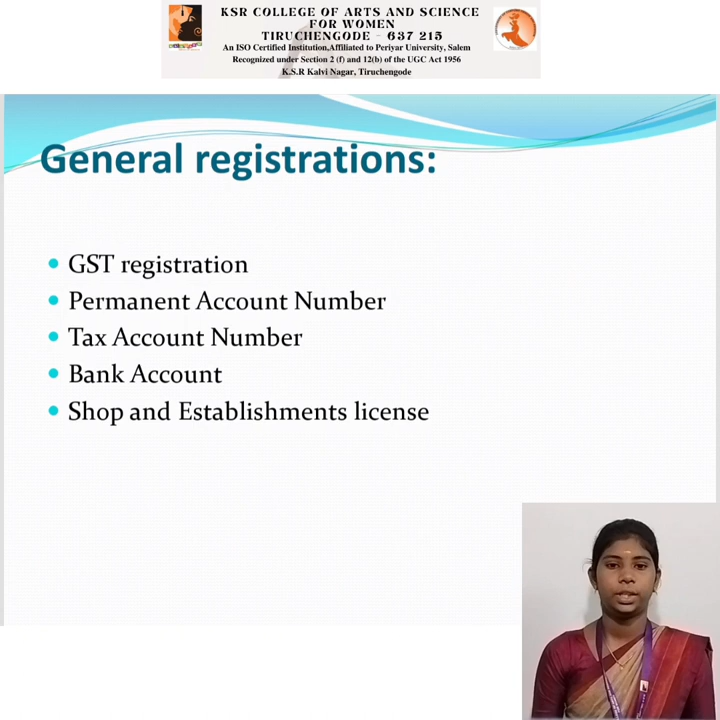 KSR COLLEGE OF ARTS AND SCIENCE
FOR WOMEN
TIRUCHENGODE - 637 215
An ISO Certified Institution,Affiliated to Periyar University, Salem
Recognized under Section 2 (f) and 12(b) of the UGC Act 1956
K.S.R Kalvi Nagar, Tiruchengode
General registrations:
GST registration
Permanent Account Number
Tax Account Number
Bank Account
Shop and Establishments license